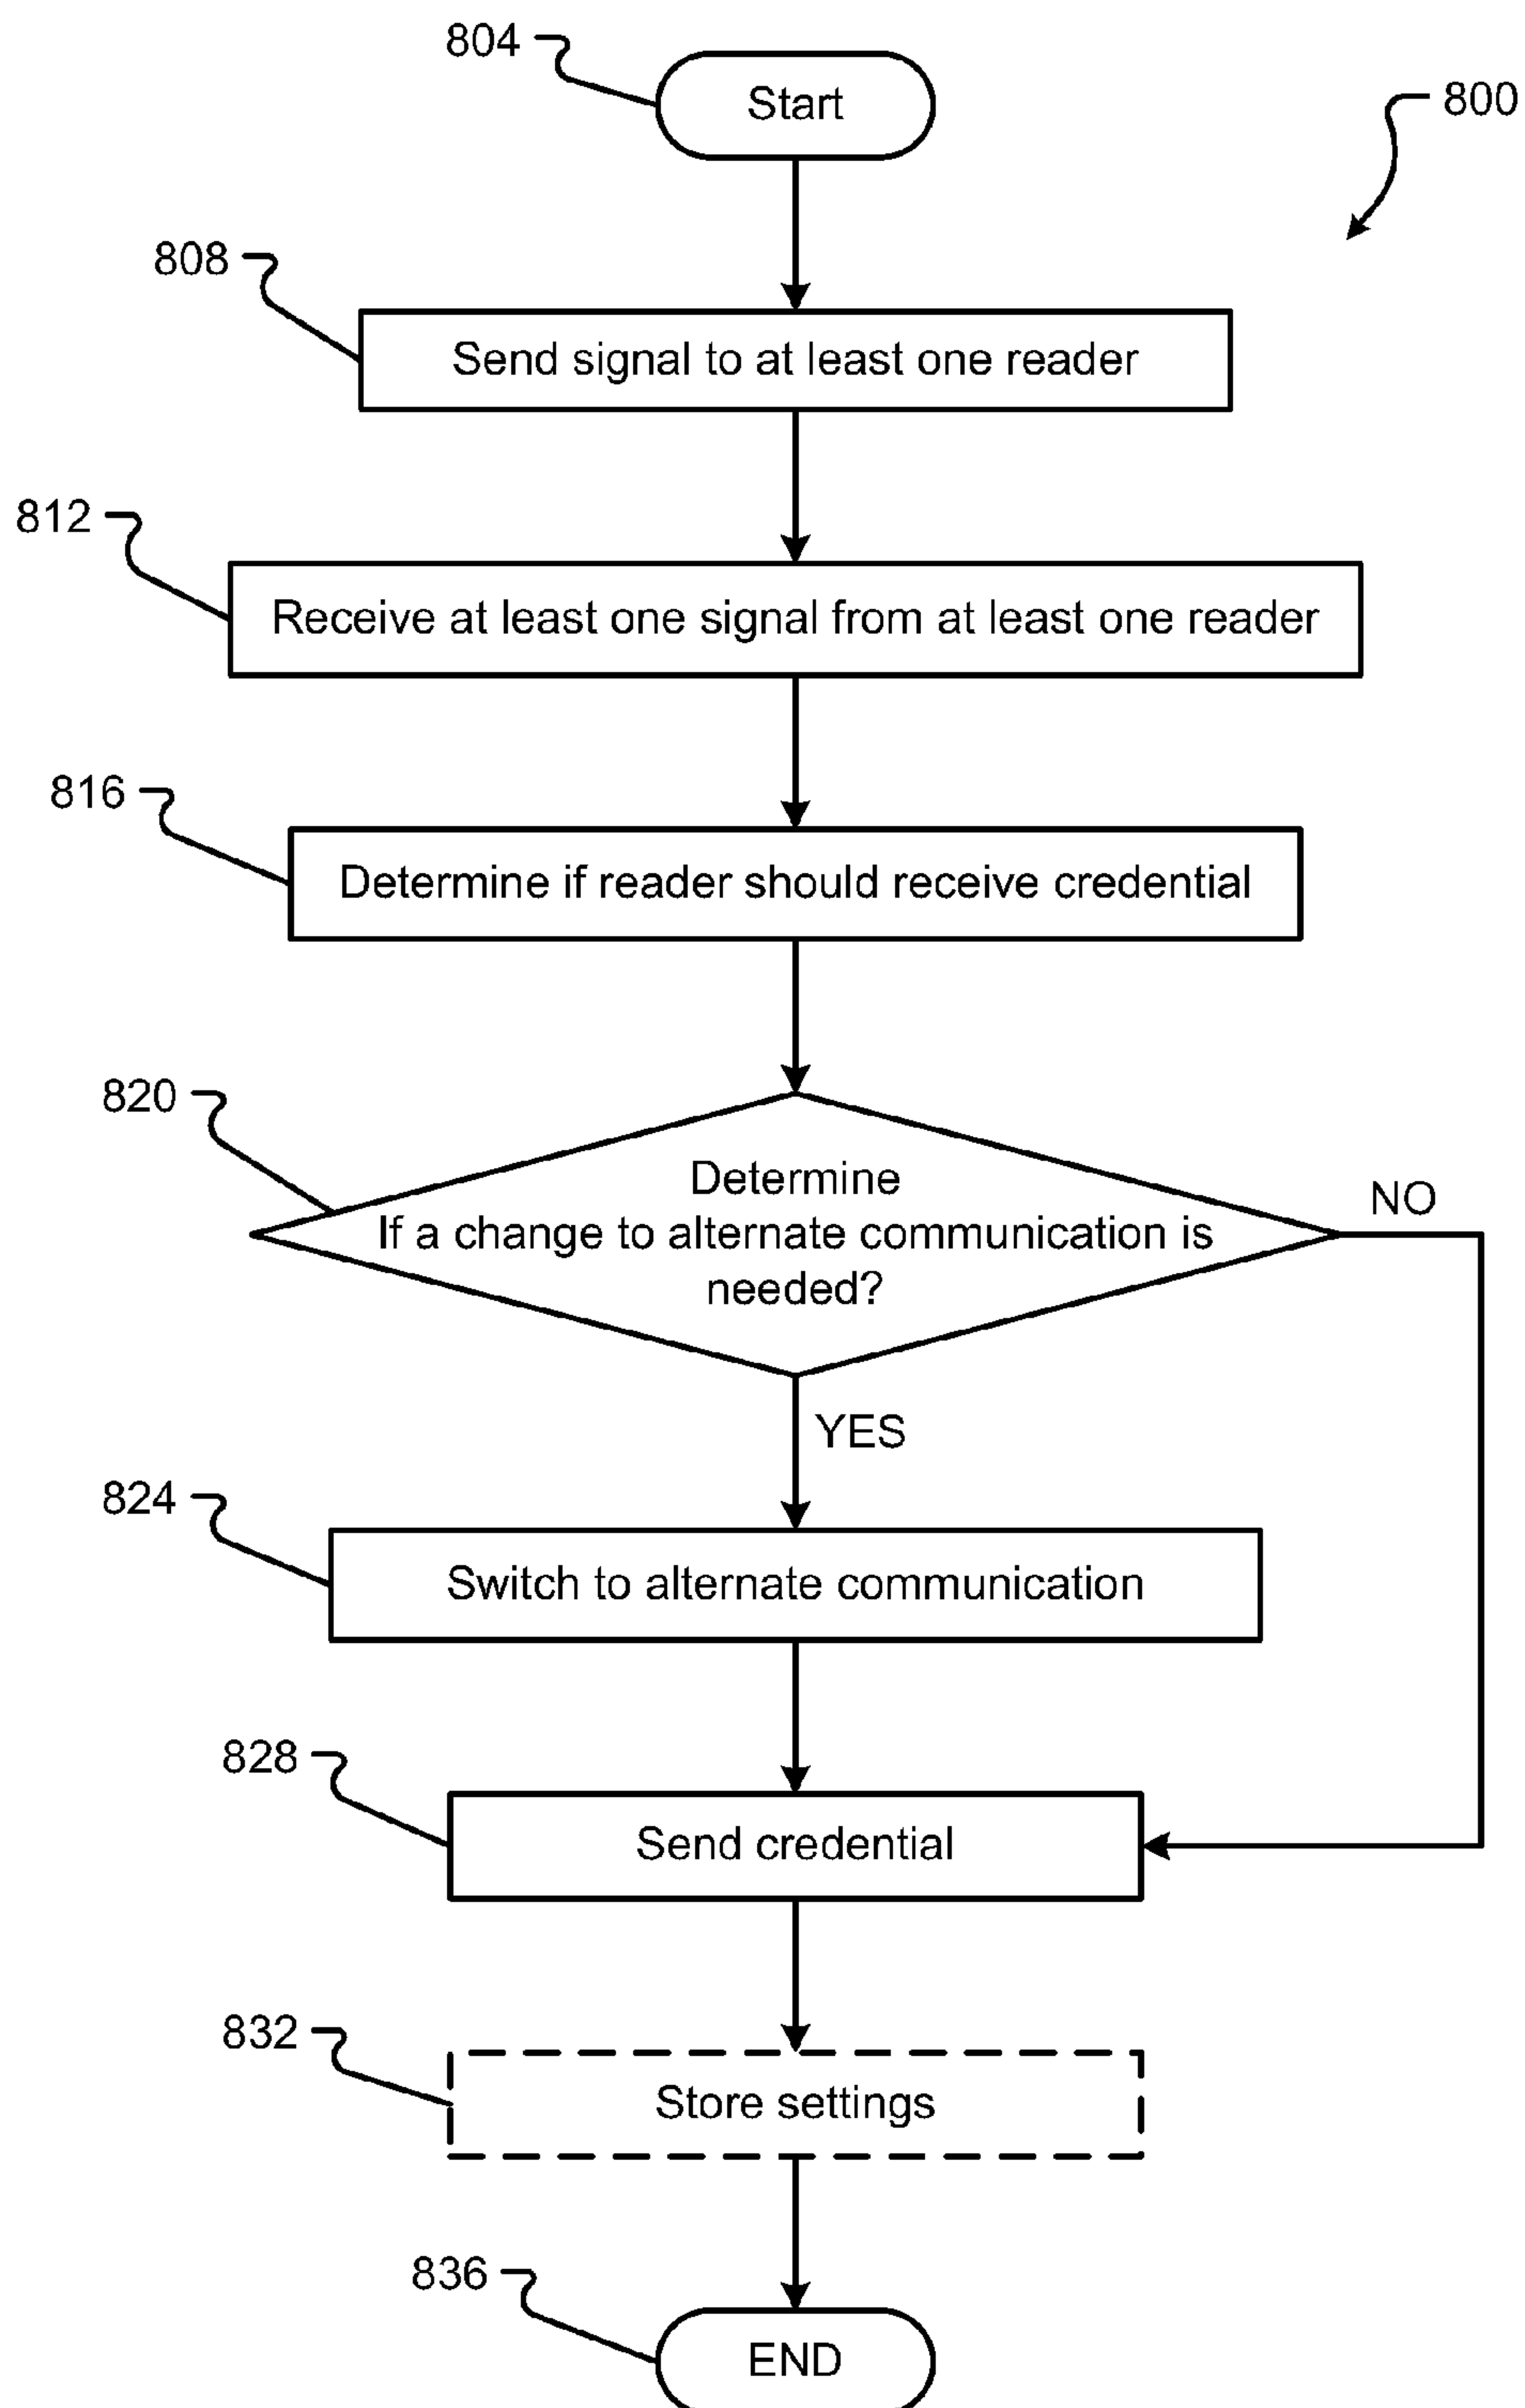 804
Start
800
808
Send signal to at least one reader
812
Receive at least one signal from at least one reader
816
Determine if reader should receive credential
820
Determine
If a change to alternate communication is
needed?
NO
YES
824
Switch to alternate communication
828
Send credential
832
Store settings
836
END